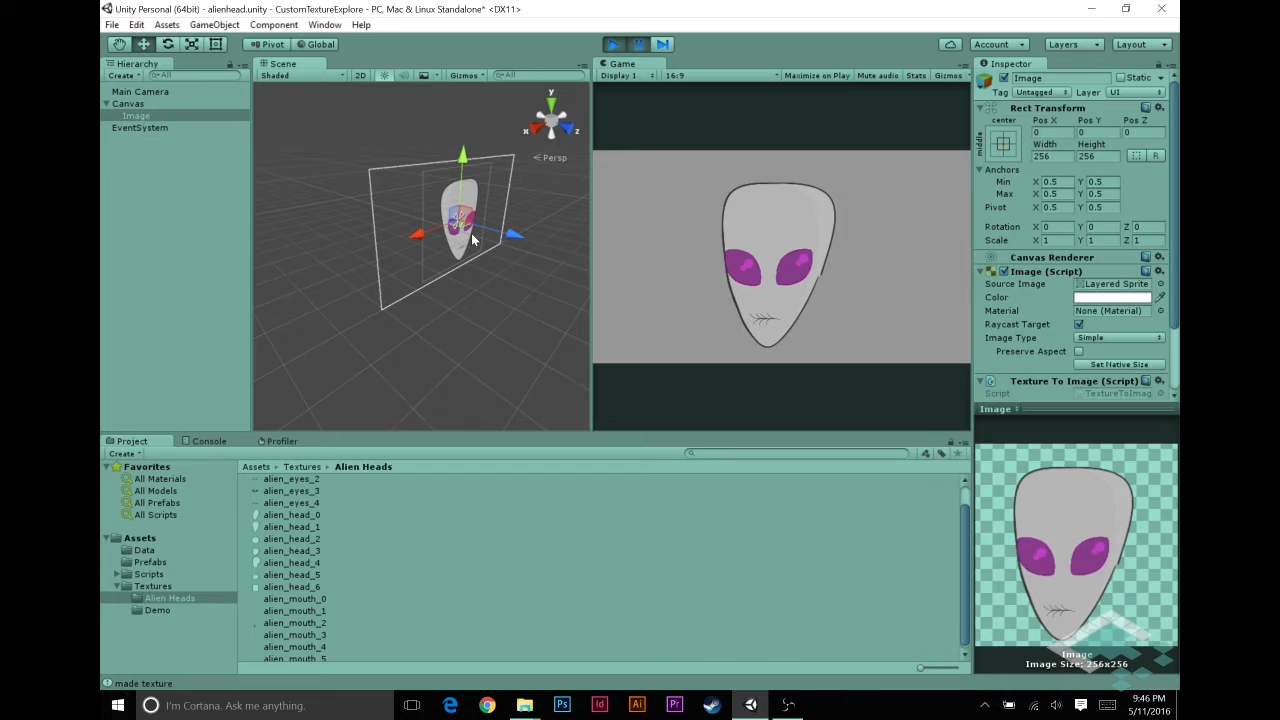 Unity Personal (64bit) - alienhead.unity - CustomTextureExplore - PC, Mac & Linux Standalone* <DX11>
File Edit Assets GameObject Component Window Help
Pivot Global Account Layers Layout
Hierarchy
Create All
Main Camera
Canvas
Image
EventSystem
Scene
Shaded 2D Gizmos All
y
x z
Persp
Game
Display 1 16:9 Maximize on Play Mute audio Stats Gizmos
Inspector
Image Static
Tag Untagged Layer UI
Rect Transform
center Pos X Pos Y Pos Z
middle 0 0 0
Width Height
256 256 R
Anchors
Min X 0.5 Y 0.5
Max X 0.5 Y 0.5
Pivot X 0.5 Y 0.5
Rotation X 0 Y 0 Z 0
Scale X 1 Y 1 Z 1
Canvas Renderer
Image (Script)
Source Image Layered Sprite
Color
Material None (Material)
Raycast Target
Image Type Simple
Preserve Aspect
Set Native Size
Texture To Image (Script)
Script TextureToImag
Image
Image
Image Size: 256x256
Project Console Profiler
Create
Favorites
All Materials
All Models
All Prefabs
All Scripts
Assets
Data
Prefabs
Scripts
Textures
Alien Heads
Demo
Assets Textures Alien Heads
alien_eyes_2
alien_eyes_3
alien_eyes_4
alien_head_0
alien_head_1
alien_head_2
alien_head_3
alien_head_4
alien_head_5
alien_head_6
alien_mouth_0
alien_mouth_1
alien_mouth_2
alien_mouth_3
alien_mouth_4
alien_mouth_5
made texture
I'm Cortana. Ask me anything.
Ps Id Ai Pr
9:46 PM
5/11/2016